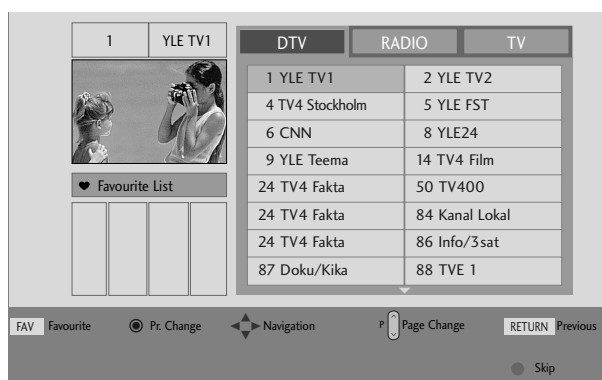 1 YLE TV1
DTV RADIO TV
1 YLE TV1 2 YLE TV2
4 TV4 Stockholm 5 YLE FST
6 CNN 8 YLE24
9 YLE Teema 14 TV4 Film
24 TV4 Fakta 50 TV400
24 TV4 Fakta 84 Kanal Lokal
24 TV4 Fakta 86 Info/3sat
87 Doku/Kika 88 TVE 1
Favourite List
FAV Favourite Pr. Change Navigation P Page Change RETURN Previous
Skip